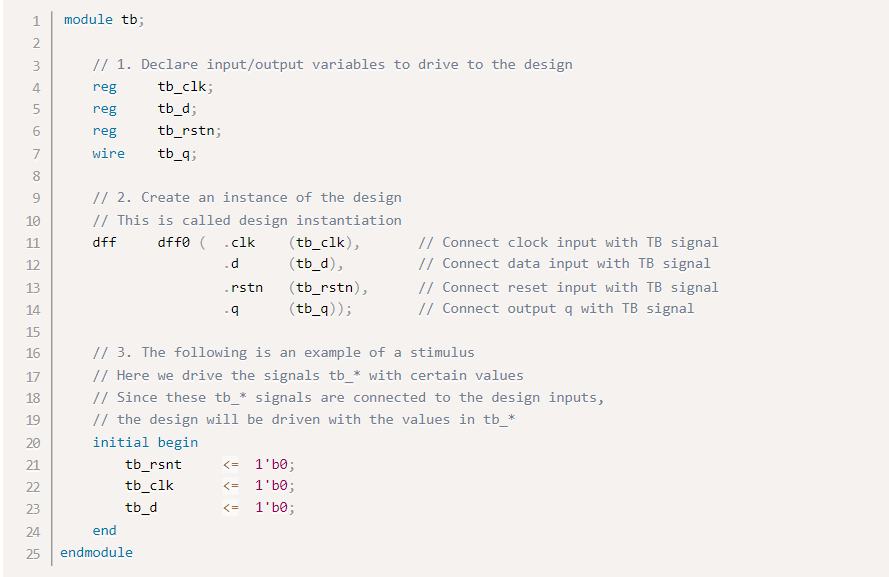 1 module tb;
2
3 // 1. Declare input/output variables to drive to the design
4 reg tb_clk;
5 reg tb_d;
6 reg tb_rstn;
7 wire tb_q;
8
9 // 2. Create an instance of the design
10 // This is called design instantiation
11 dff dff0 ( .clk (tb_clk), // Connect clock input with TB signal
12 .d (tb_d), // Connect data input with TB signal
13 .rstn (tb_rstn), // Connect reset input with TB signal
14 .q (tb_q)); // Connect output q with TB signal
15
16 // 3. The following is an example of a stimulus
17 // Here we drive the signals tb_* with certain values
18 // Since these tb_* signals are connected to the design inputs,
19 // the design will be driven with the values in tb_*
20 initial begin
21 tb_rsnt <= 1'b0;
22 tb_clk <= 1'b0;
23 tb_d <= 1'b0;
24 end
25 endmodule